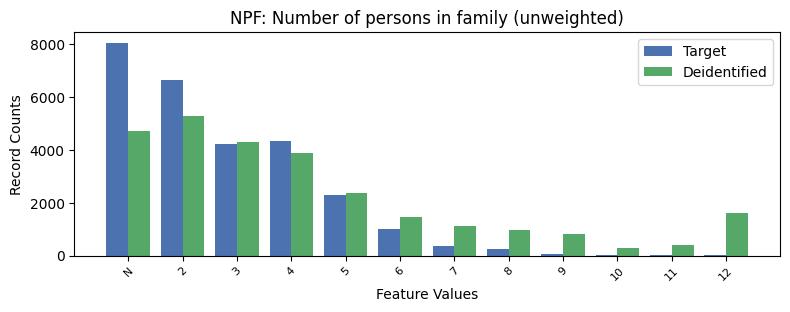 NPF: Number of persons in family (unweighted)
Target
Deidentified
Record Counts
8000
6000
4000
2000
0
N 2 3 4 5 6 7 8 9 10 11 12
Feature Values